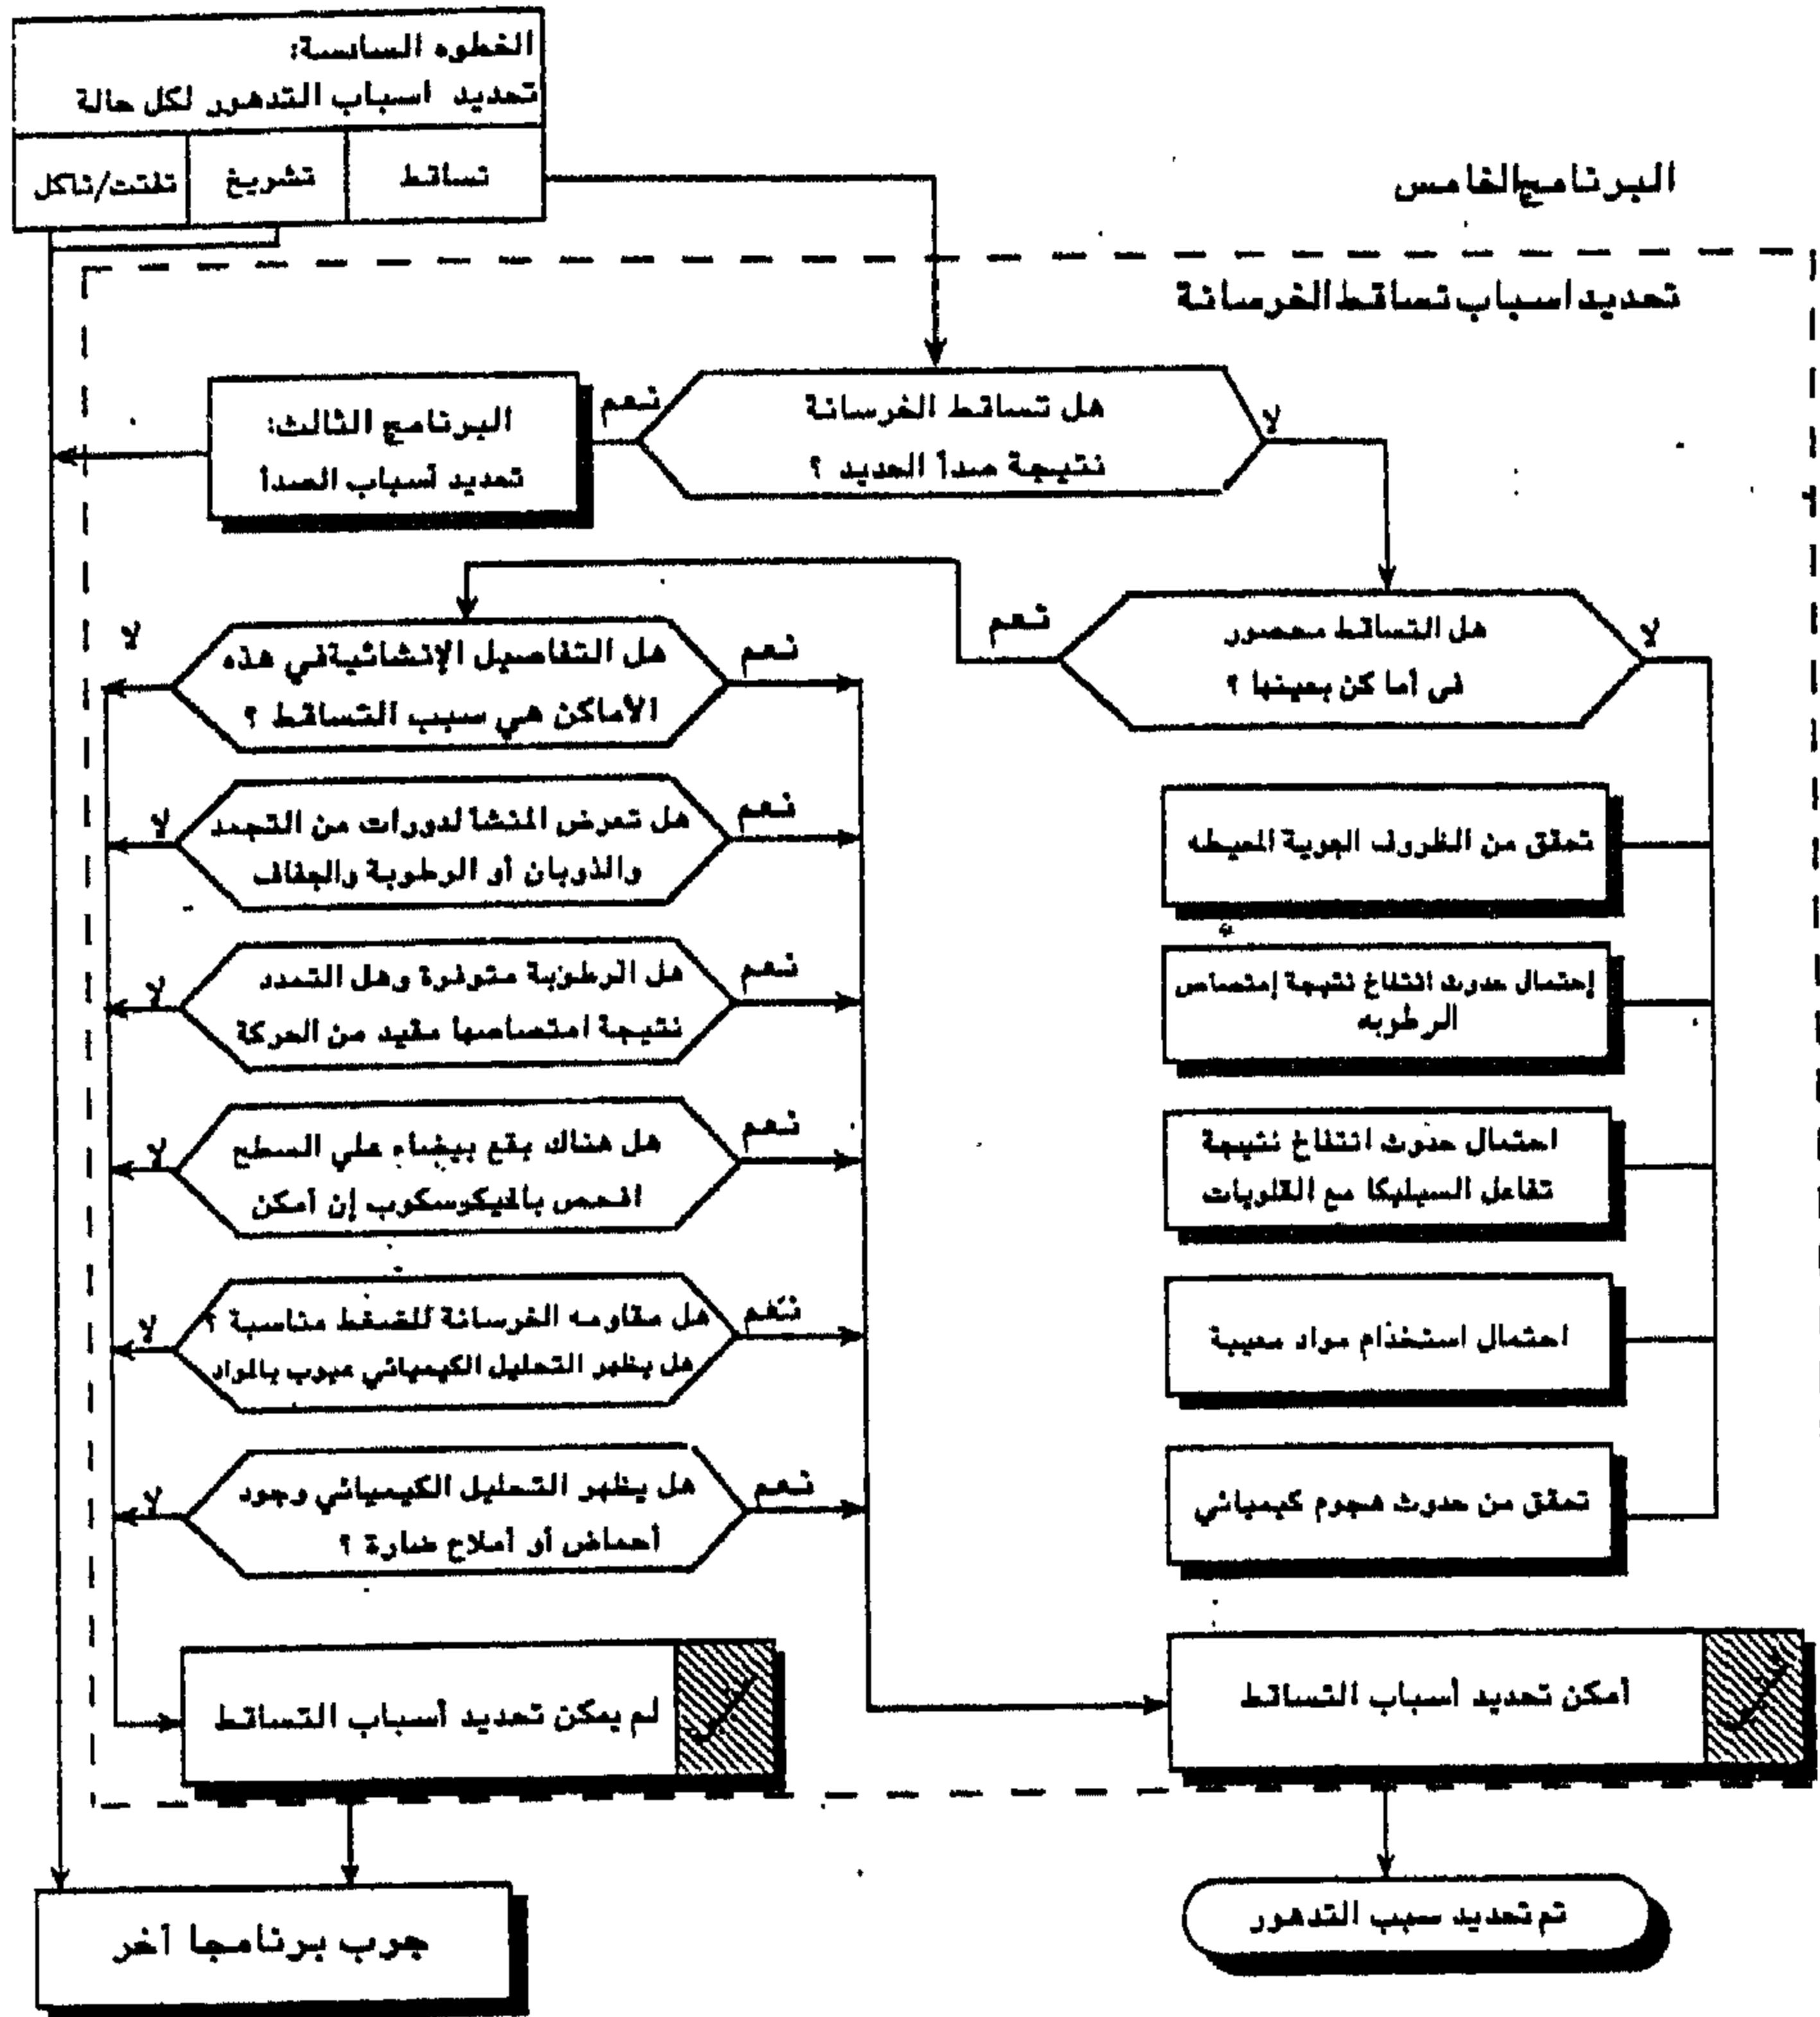 الخطوه السادسة:
تحديد اسباب التدهور لكل حالة
تساقط
تشريخ
تفتت/تاكل
البرنامج الخامس
تحديد اسباب تساقط الخرسانة
هل تساقط الخرسانة
نتيجة صدأ الحديد ؟
نعم
لا
البرنامج الثالث:
تحديد أسباب الصدأ
هل التساقط محصور
فى أماكن بعينها ؟
نعم
لا
هل التفاصيل الإنشائية في هذه
الأماكن هي سبب التساقط ؟
نعم
لا
تحقق من الظروف الجوية المحيطه
هل تعرض المنشا لدورات من التجمد
والذوبان أو الرطوبة والجفاف
نعم
لا
إحتمال حدوث انتفاخ نتيجة إمتصاص
الرطوبه
هل الرطوبة متوفرة وهل التمدد
نتيجة امتصاصها مقيد من الحركة
نعم
لا
احتمال حدوث انتفاخ نتيجة
تفاعل السيليكا مع القلويات
هل هناك بقع بيضاء علي السطح
افحص بالميكوسكوب إن أمكن
نعم
لا
احتمال استخدام مواد معيبة
هل مقاومه الخرسانة للضغط مناسبة ؟
هل يظهر التحليل الكيميائي عيوب بالمواد
نعم
لا
تحقق من حدوث هجوم كيميائي
هل يظهر التحليل الكيميائي وجود
أحماض أو أملاح ضارة ؟
نعم
لا
أمكن تحديد أسباب التساقط
لم يمكن تحديد أسباب التساقط
تم تحديد سبب التدهور
جرب برنامجا آخر